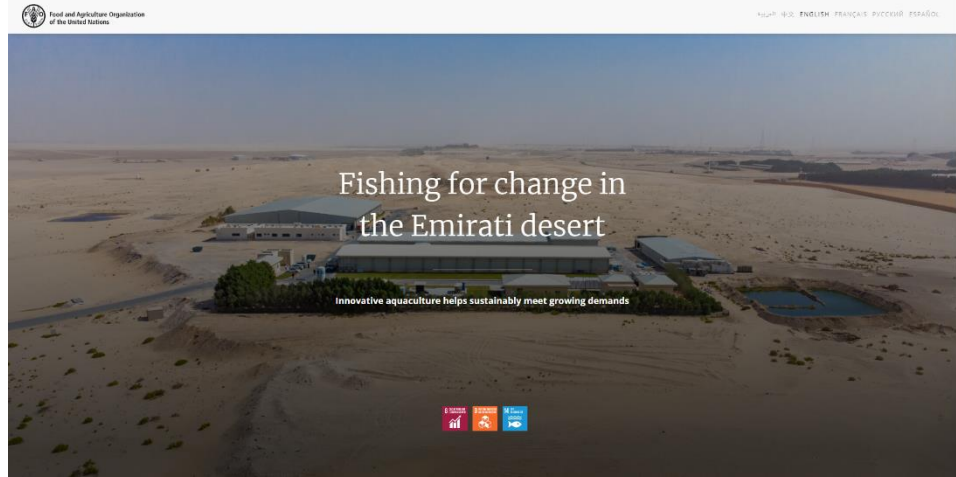 Food and Agriculture Organization
of the United Nations
中文 ENGLISH FRANÇAIS РУССКИЙ ESPAÑOL
Fishing for change in
the Emirati desert
Innovative aquaculture helps sustainably meet growing demands